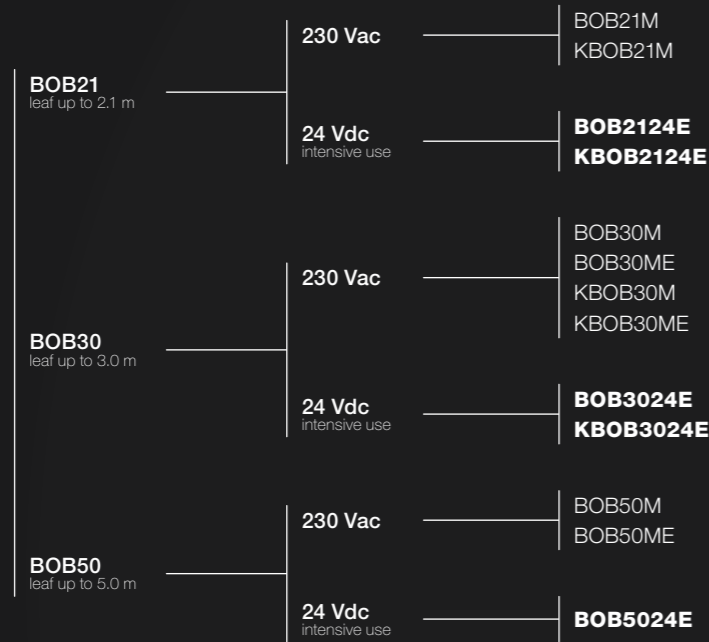 BOB21
leaf up to 2.1 m
230 Vac
BOB21M
KBOB21M
24 Vdc
intensive use
BOB2124E
KBOB2124E
BOB30
leaf up to 3.0 m
230 Vac
BOB30M
BOB30ME
KBOB30M
KBOB30ME
24 Vdc
intensive use
BOB3024E
KBOB3024E
BOB50
leaf up to 5.0 m
230 Vac
BOB50M
BOB50ME
24 Vdc
intensive use
BOB5024E